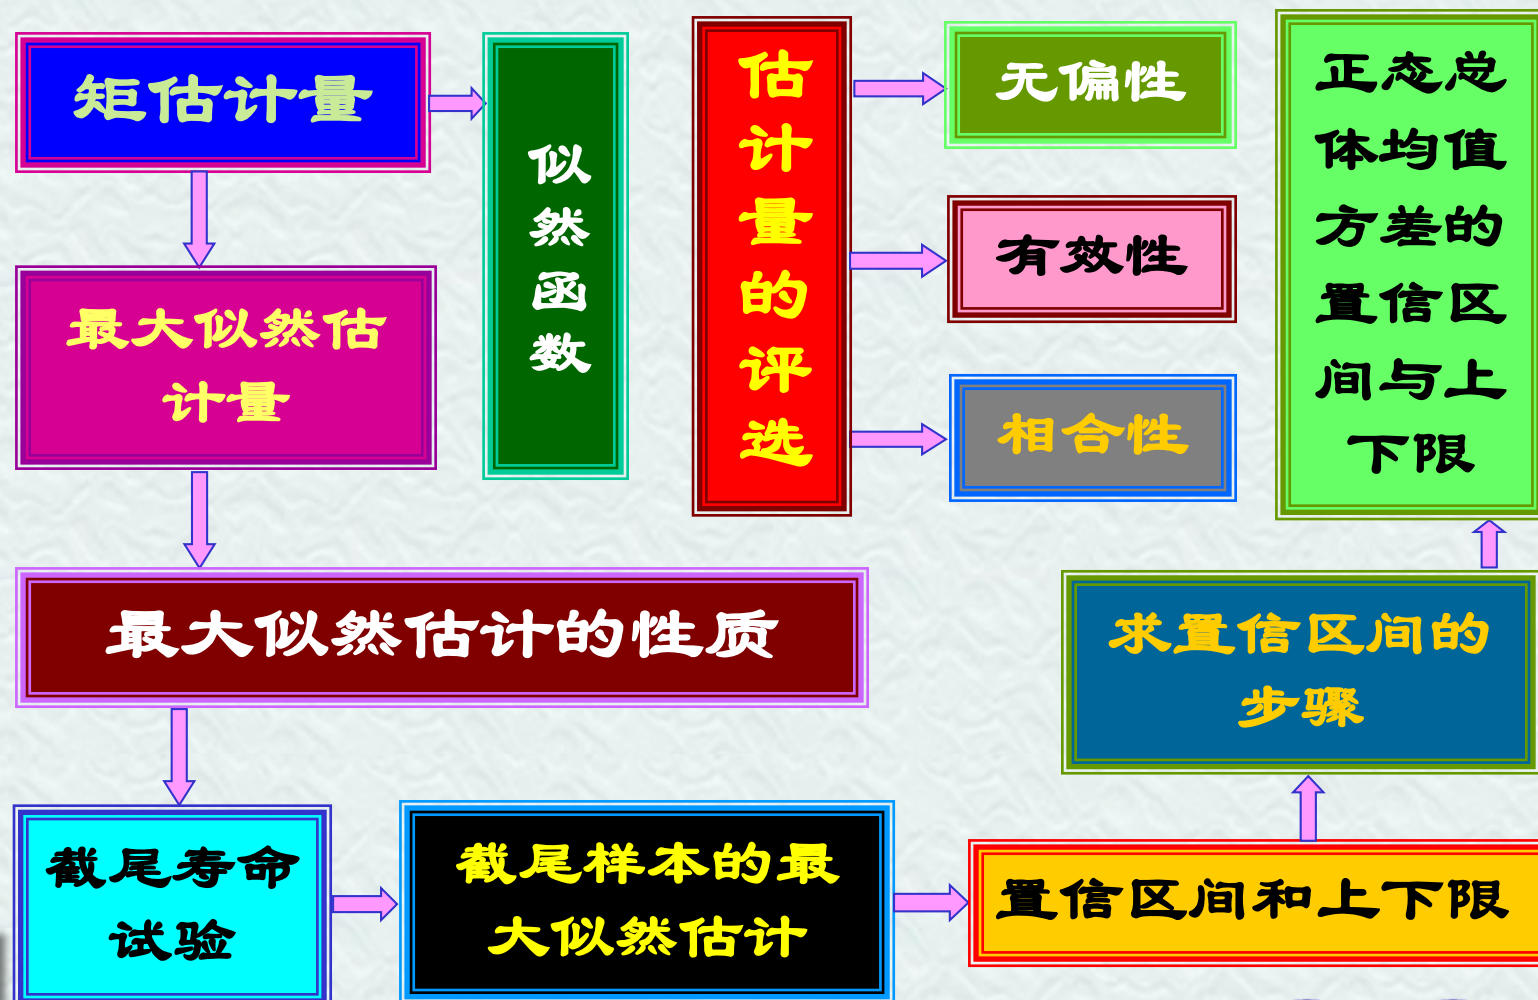 矩估计量
似
然
函
数
最大似然估
计量
最大似然估计的性质
截尾寿命
试验
截尾样本的最
大似然估计
估
计
量
的
评
选
无偏性
有效性
相合性
正态总
体均值
方差的
置信区
间与上
下限
求置信区间的
步骤
置信区间和上下限